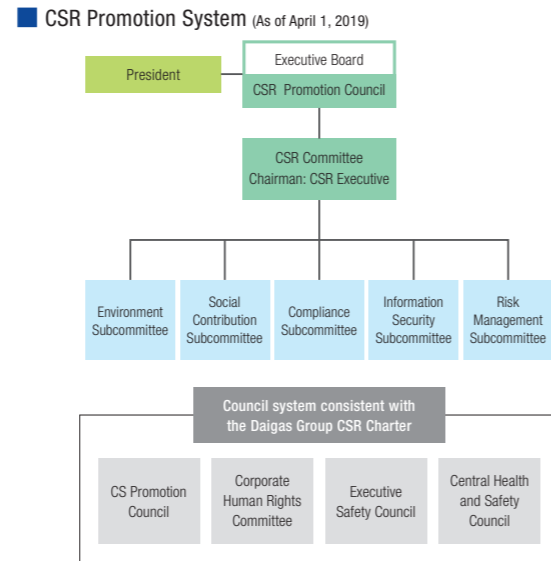 CSR Promotion System (As of April 1, 2019)
Executive Board
President
CSR Promotion Council
CSR Committee
Chairman: CSR Executive
Environment
Subcommittee
Social
Contribution
Subcommittee
Compliance
Subcommittee
Information
Security
Subcommittee
Risk
Management
Subcommittee
Council system consistent with
the Daigas Group CSR Charter
CS Promotion
Council
Corporate
Human Rights
Committee
Executive
Safety Council
Central Health
and Safety
Council